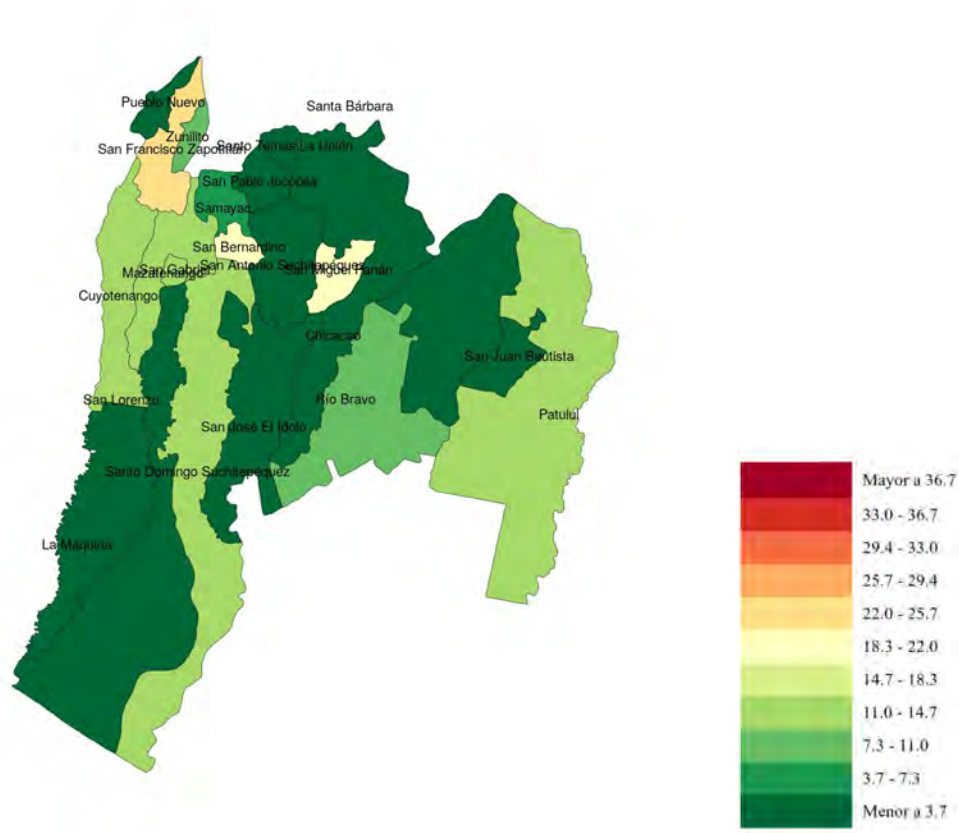 Santa Bárbara
Pueblo Nuevo
Zunilito
San Francisco Zapotitlán
Santo Tomás La Unión
San Pablo Jocopilas
Samayac
San Bernardino
San Antonio Suchitepéquez
San Gabriel
San Miguel Panán
Mazatenango
Cuyotenango
Chicacao
San Juan Bautista
San Lorenzo
Río Bravo
Patulul
San José El Ídolo
Santo Domingo Suchitepéquez
La Máquina
Mayor a 36.7
33.0 - 36.7
29.4 - 33.0
25.7 - 29.4
22.0 - 25.7
18.3 - 22.0
14.7 - 18.3
11.0 - 14.7
7.3 - 11.0
3.7 - 7.3
Menor a 3.7